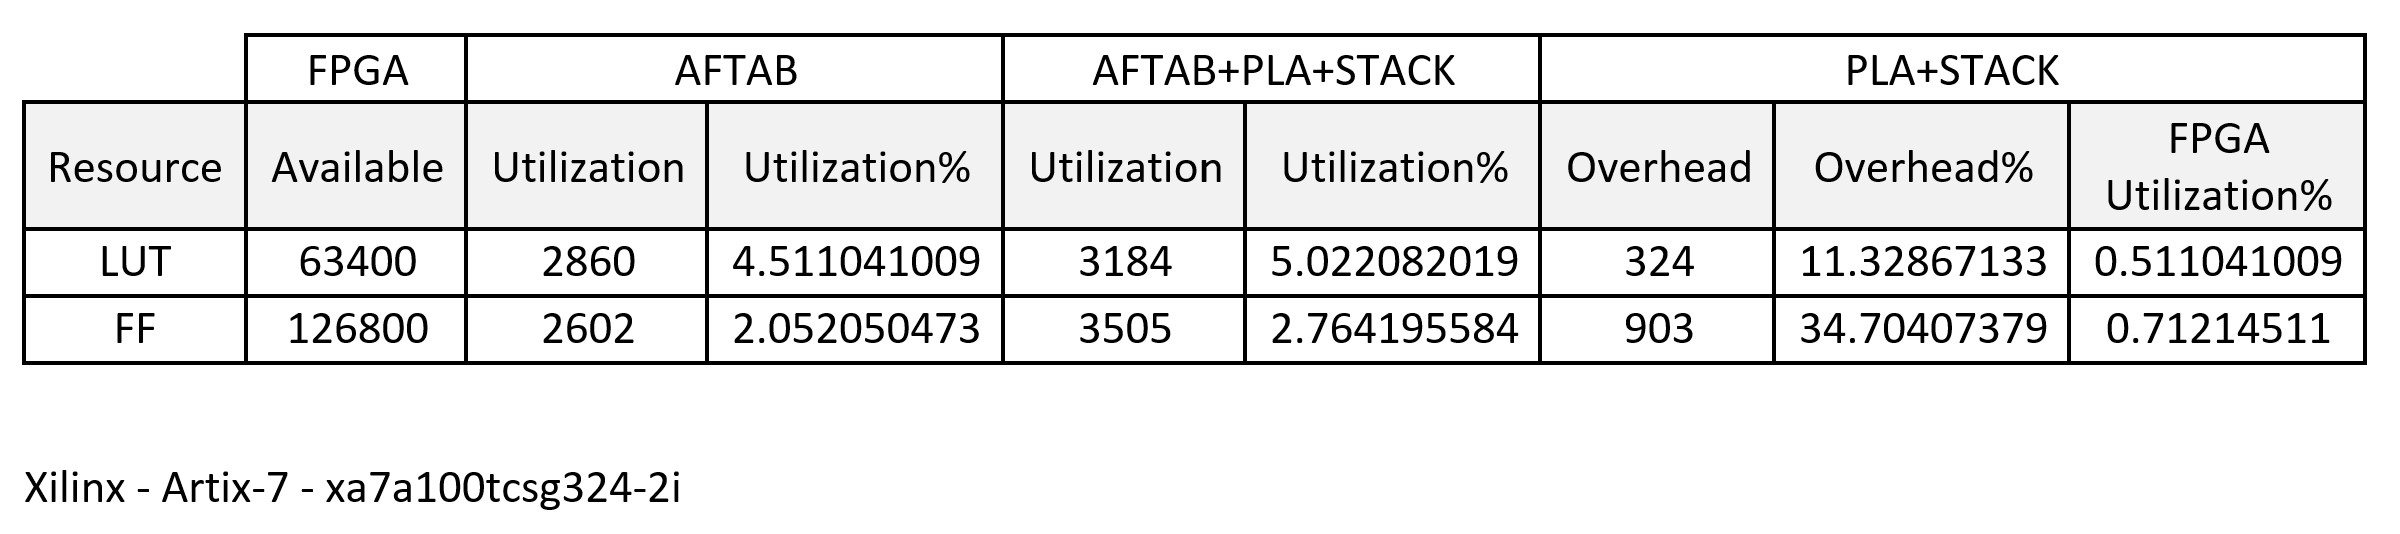 FPGA AFTAB AFTAB+PLA+STACK PLA+STACK
Resource Available Utilization Utilization% Utilization Utilization% Overhead Overhead% FPGA
Utilization%
LUT 63400 2860 4.511041009 3184 5.022082019 324 11.32867133 0.511041009
FF 126800 2602 2.052050473 3505 2.764195584 903 34.70407379 0.71214511
Xilinx - Artix-7 - xa7a100tcsg324-2i